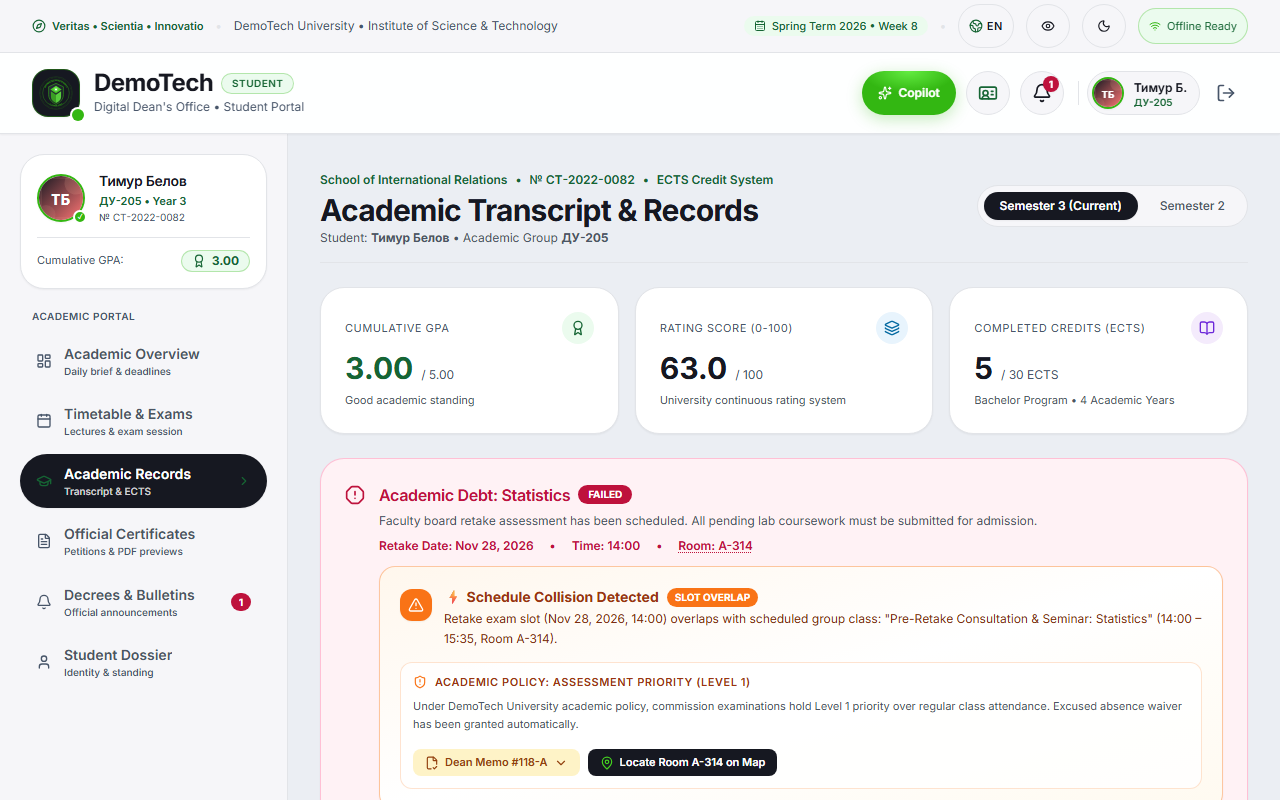 Veritas • Scientia • Innovatio • DemoTech University • Institute of Science & Technology
Spring Term 2026 • Week 8 • EN Offline Ready
DemoTech STUDENT
Digital Dean's Office • Student Portal
Copilot
1
ТБ
Тимур Б.
ДУ-205
ТБ
Тимур Белов
ДУ-205 • Year 3
№ СТ-2022-0082
Cumulative GPA: 3.00
ACADEMIC PORTAL
Academic Overview
Daily brief & deadlines
Timetable & Exams
Lectures & exam session
Academic Records
Transcript & ECTS
Official Certificates
Petitions & PDF previews
Decrees & Bulletins
Official announcements
1
Student Dossier
Identity & standing
School of International Relations • № СТ-2022-0082 • ECTS Credit System
Academic Transcript & Records
Student: Тимур Белов • Academic Group ДУ-205
Semester 3 (Current) Semester 2
CUMULATIVE GPA
3.00 / 5.00
Good academic standing
RATING SCORE (0-100)
63.0 / 100
University continuous rating system
COMPLETED CREDITS (ECTS)
5 / 30 ECTS
Bachelor Program • 4 Academic Years
Academic Debt: Statistics FAILED
Faculty board retake assessment has been scheduled. All pending lab coursework must be submitted for admission.
Retake Date: Nov 28, 2026 • Time: 14:00 • Room: A-314
Schedule Collision Detected SLOT OVERLAP
Retake exam slot (Nov 28, 2026, 14:00) overlaps with scheduled group class: "Pre-Retake Consultation & Seminar: Statistics" (14:00 –
15:35, Room A-314).
ACADEMIC POLICY: ASSESSMENT PRIORITY (LEVEL 1)
Under DemoTech University academic policy, commission examinations hold Level 1 priority over regular class attendance. Excused absence waiver
has been granted automatically.
Dean Memo #118-A
Locate Room A-314 on Map